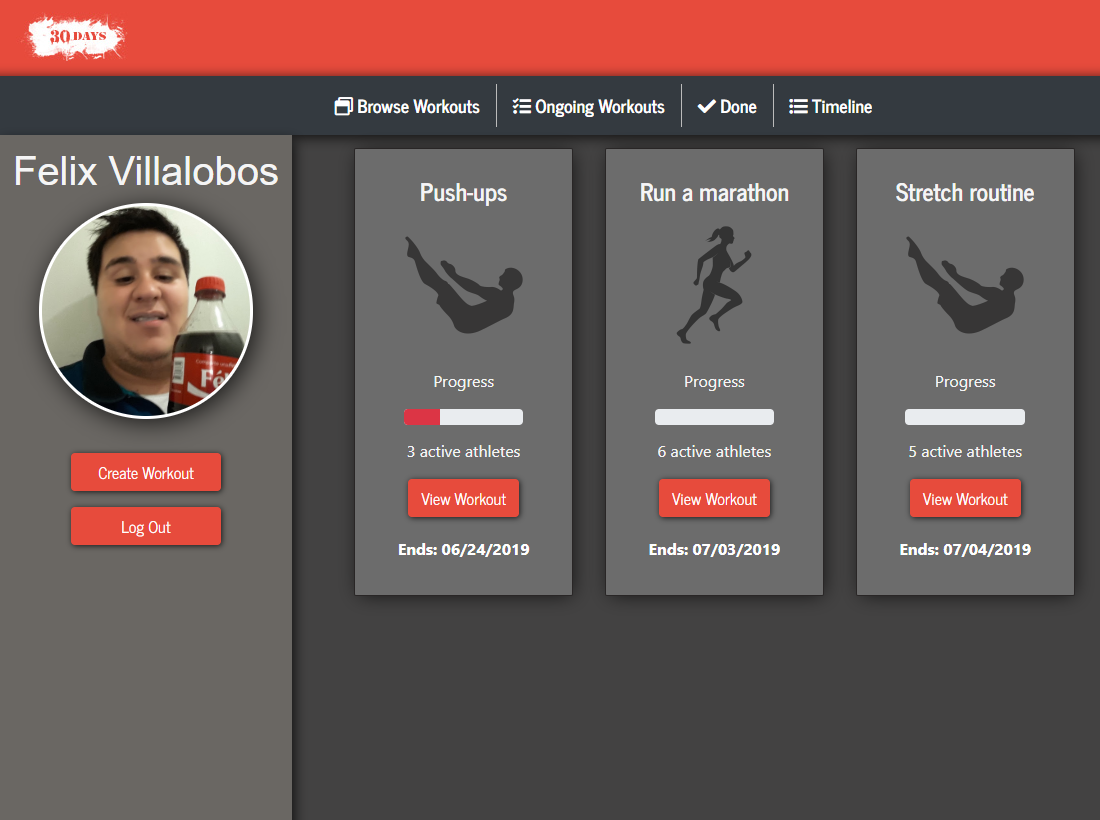 30 DAYS
Browse Workouts
Ongoing Workouts
Done
Timeline
Felix Villalobos
Create Workout
Log Out
Push-ups
Progress
3 active athletes
View Workout
Ends: 06/24/2019
Run a marathon
Progress
6 active athletes
View Workout
Ends: 07/03/2019
Stretch routine
Progress
5 active athletes
View Workout
Ends: 07/04/2019